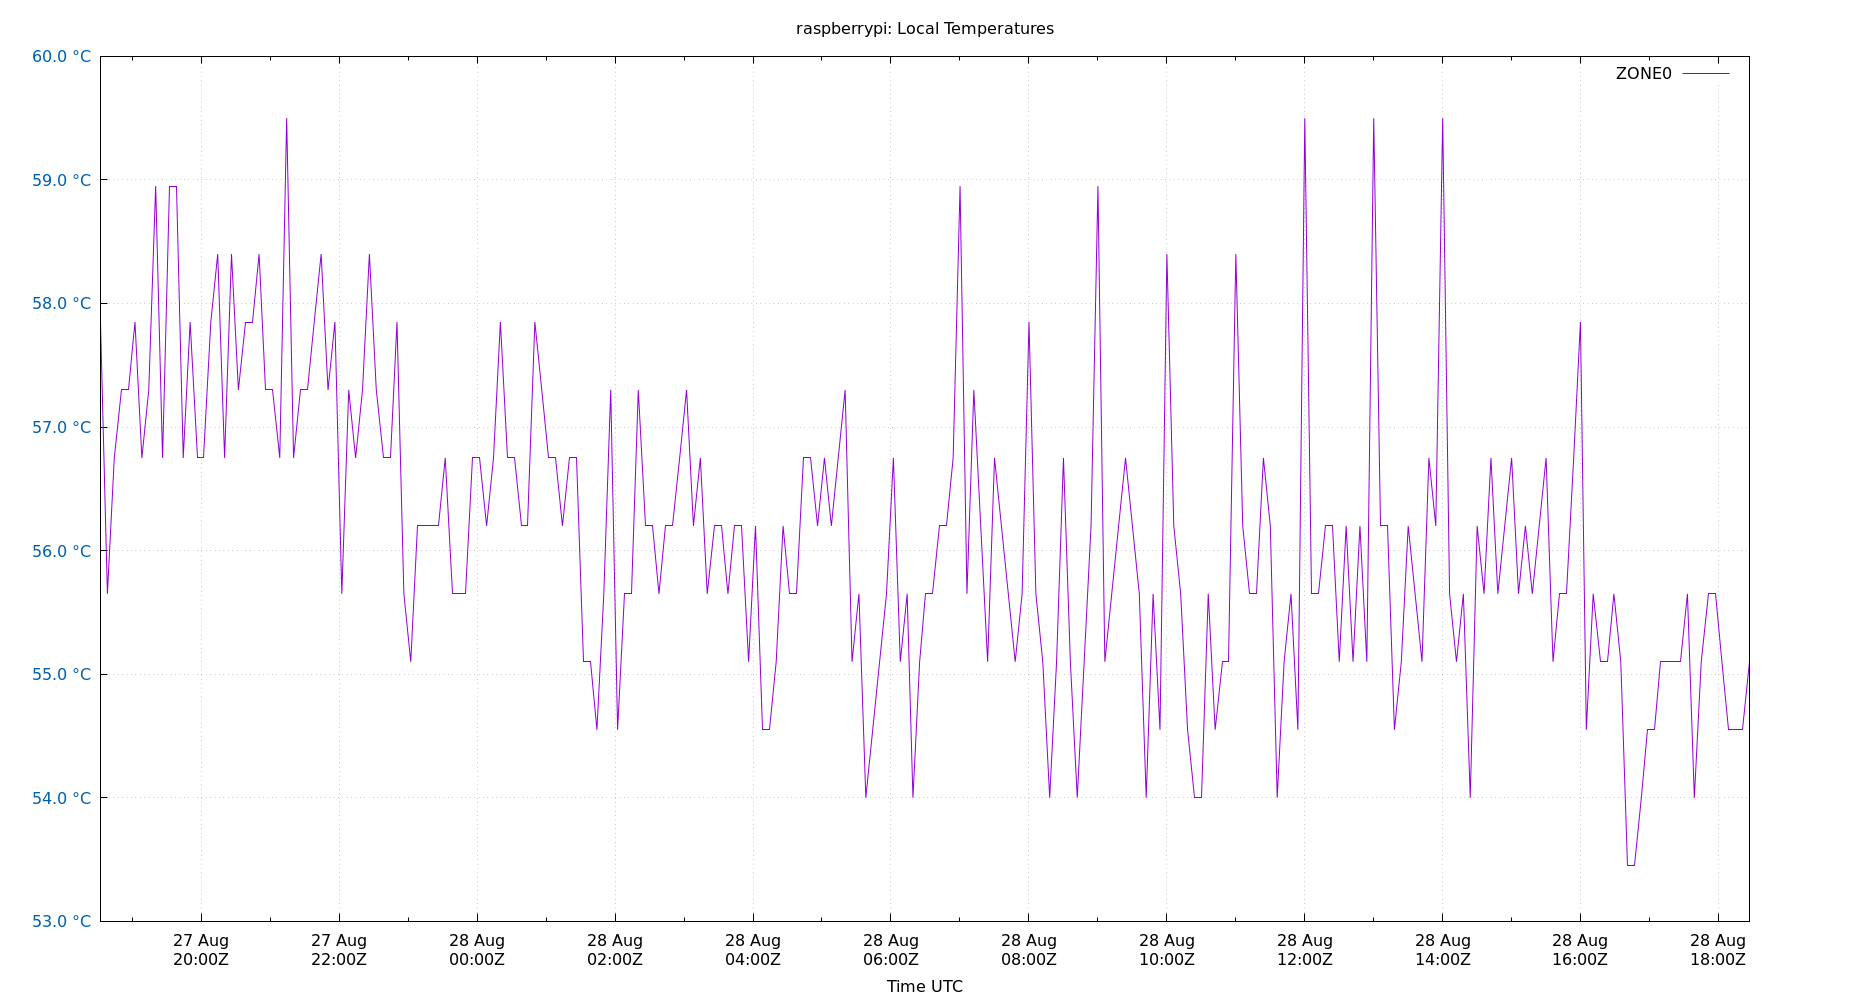 raspberrypi: Local Temperatures
60.0 °C
ZONE0
59.0 °C
58.0 °C
57.0 °C
56.0 °C
55.0 °C
54.0 °C
53.0 °C
27 Aug 27 Aug 28 Aug 28 Aug 28 Aug 28 Aug 28 Aug 28 Aug 28 Aug 28 Aug 28 Aug 28 Aug
20:00Z 22:00Z 00:00Z 02:00Z 04:00Z 06:00Z 08:00Z 10:00Z 12:00Z 14:00Z 16:00Z 18:00Z
Time UTC